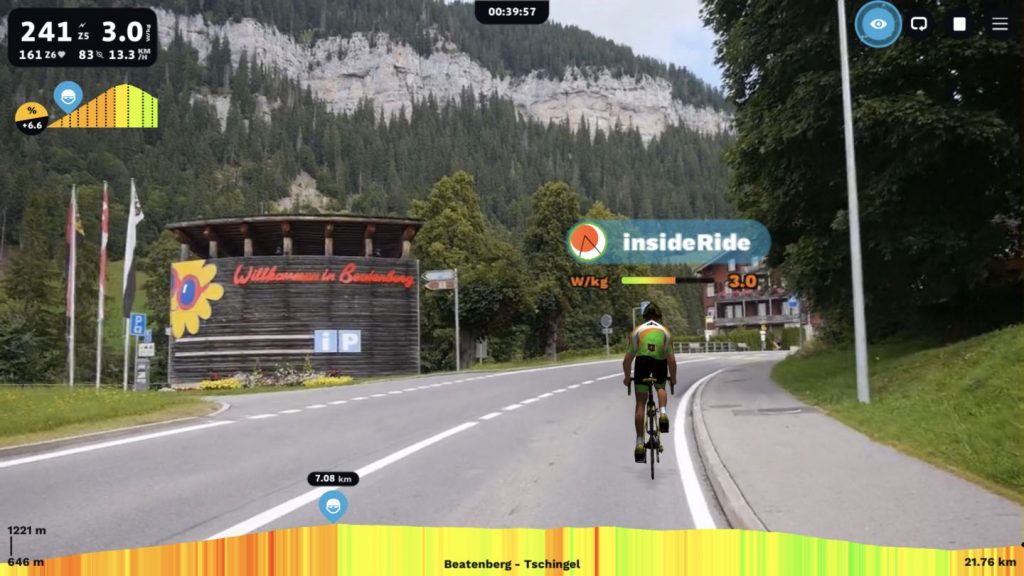 241 Z5 3.0 W/KG
161 Z6 83 13.3 KM/H
00:39:57
%
+6.6
insideRide
W/kg 3.0
Willkommen in Beatenberg
P
i P
7.08 km
1221 m
646 m
Beatenberg - Tschingel
21.76 km